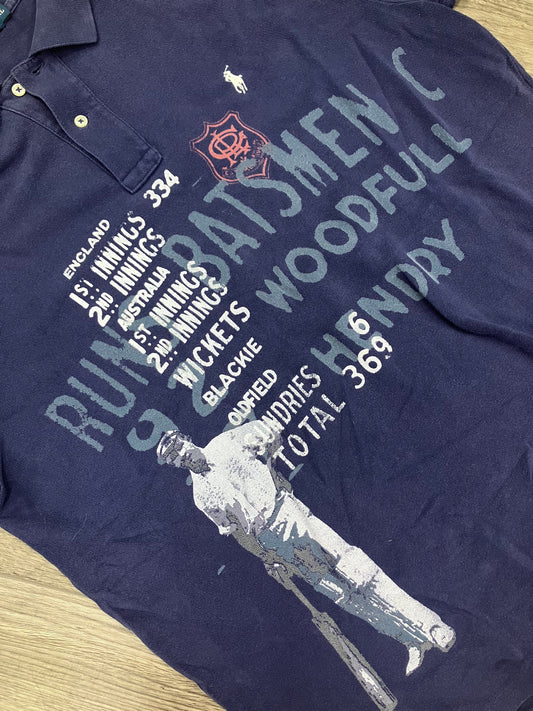 RUNS BATSMEN C
92 WOODFULL
HENDRY
ENGLAND
1ST INNINGS 334
2ND INNINGS
AUSTRALIA
1ST INNINGS
2ND INNINGS
WICKETS 6
BLACKIE
OLDFIELD
SUNDRIES
TOTAL 369